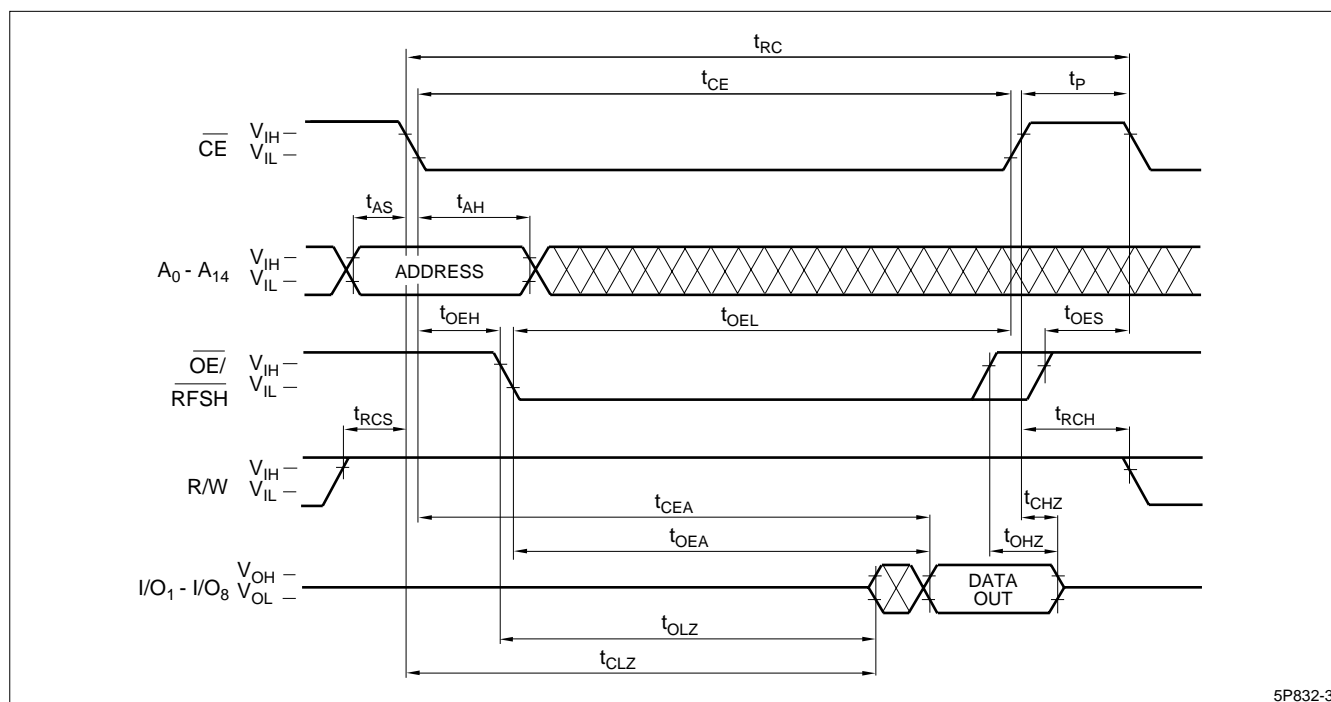 tRC
tCE
tP
CE
VIH
VIL
tAS
tAH
A0 - A14
VIH
VIL
ADDRESS
tOEH
tOEL
tOES
OE/
RFSH
VIH
VIL
tRCS
tRCH
R/W
VIH
VIL
tCEA
tCHZ
tOEA
tOHZ
I/O1 - I/O8
VOH
VOL
DATA
OUT
tOLZ
tCLZ
5P832-3